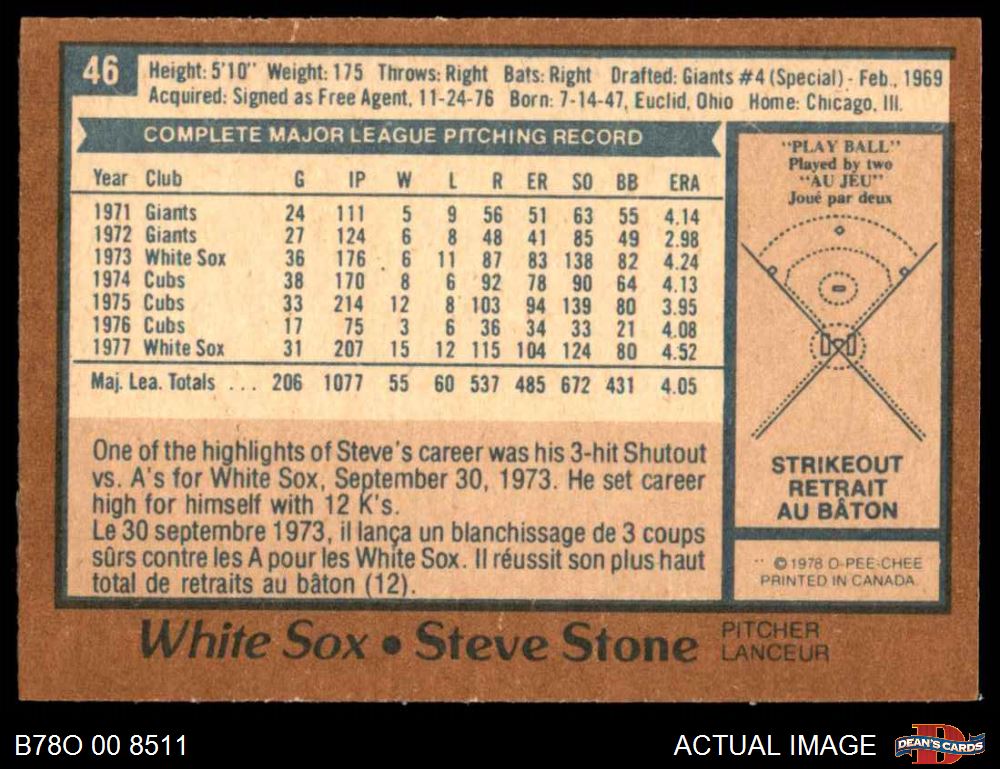 46
Height: 5'10" Weight: 175 Throws: Right Bats: Right Drafted: Giants #4 (Special) - Feb., 1969
Acquired: Signed as Free Agent, 11-24-76 Born: 7-14-47, Euclid, Ohio Home: Chicago, Ill.
COMPLETE MAJOR LEAGUE PITCHING RECORD
Year Club G IP W L R ER SO BB ERA
1971 Giants 24 111 5 9 56 51 63 55 4.14
1972 Giants 27 124 6 8 48 41 85 49 2.98
1973 White Sox 36 176 6 11 87 83 138 82 4.24
1974 Cubs 38 170 8 6 92 78 90 64 4.13
1975 Cubs 33 214 12 8 103 94 139 80 3.95
1976 Cubs 17 75 3 6 36 34 33 21 4.08
1977 White Sox 31 207 15 12 115 104 124 80 4.52
Maj. Lea. Totals ... 206 1077 55 60 537 485 672 431 4.05
One of the highlights of Steve's career was his 3-hit Shutout
vs. A's for White Sox, September 30, 1973. He set career
high for himself with 12 K's.
Le 30 septembre 1973, il lança un blanchissage de 3 coups
sûrs contre les A pour les White Sox. Il réussit son plus haut
total de retraits au bâton (12).
"PLAY BALL"
Played by two
"AU JEU"
Joué par deux
STRIKEOUT
RETRAIT
AU BÂTON
©1978 O-PEE-CHEE
PRINTED IN CANADA
White Sox • Steve Stone
PITCHER
LANCEUR
B78O 00 8511
ACTUAL IMAGE
DEAN'S CARDS